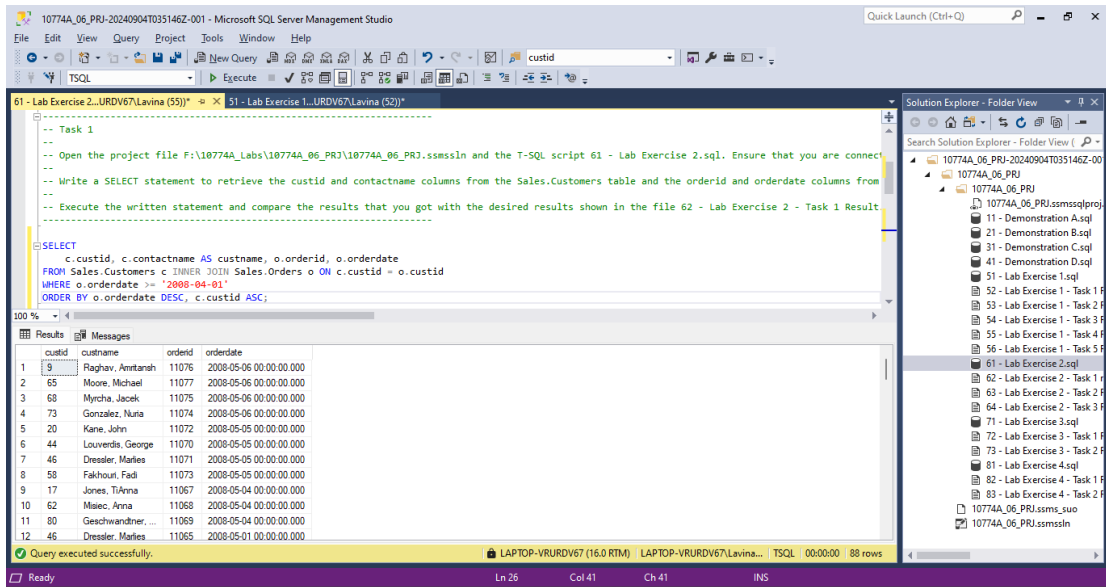 10774A_06_PRJ-20240904T035146Z-001 - Microsoft SQL Server Management Studio
Quick Launch (Ctrl+Q)
File Edit View Query Project Tools Window Help
New Query
custid
TSQL
Execute
61 - Lab Exercise 2...URDV67\Lavina (55))*
51 - Lab Exercise 1...URDV67\Lavina (52))*
-- Task 1
--
-- Open the project file F:\10774A_Labs\10774A_06_PRJ\10774A_06_PRJ.ssmssln and the T-SQL script 61 - Lab Exercise 2.sql. Ensure that you are connect
--
-- Write a SELECT statement to retrieve the custid and contactname columns from the Sales.Customers table and the orderid and orderdate columns from
--
-- Execute the written statement and compare the results that you got with the desired results shown in the file 62 - Lab Exercise 2 - Task 1 Result
SELECT
c.custid, c.contactname AS custname, o.orderid, o.orderdate
FROM Sales.Customers c INNER JOIN Sales.Orders o ON c.custid = o.custid
WHERE o.orderdate >= '2008-04-01'
ORDER BY o.orderdate DESC, c.custid ASC;
100 %
Results Messages
custid custname orderid orderdate
1 9 Raghav, Amritansh 11076 2008-05-06 00:00:00.000
2 65 Moore, Michael 11077 2008-05-06 00:00:00.000
3 68 Myrcha, Jacek 11075 2008-05-06 00:00:00.000
4 73 Gonzalez, Nuria 11074 2008-05-06 00:00:00.000
5 20 Kane, John 11072 2008-05-05 00:00:00.000
6 44 Louverdis, George 11070 2008-05-05 00:00:00.000
7 46 Dressler, Marlies 11071 2008-05-05 00:00:00.000
8 58 Fakhouri, Fadi 11073 2008-05-05 00:00:00.000
9 17 Jones, TiAnna 11067 2008-05-04 00:00:00.000
10 62 Misiec, Anna 11068 2008-05-04 00:00:00.000
11 80 Geschwandtner, ... 11069 2008-05-04 00:00:00.000
12 46 Dressler, Marlies 11065 2008-05-01 00:00:00.000
Query executed successfully.
LAPTOP-VRURDV67 (16.0 RTM) LAPTOP-VRURDV67\Lavina... TSQL 00:00:00 88 rows
Solution Explorer - Folder View
Search Solution Explorer - Folder View (
10774A_06_PRJ-20240904T035146Z-00
10774A_06_PRJ
10774A_06_PRJ
10774A_06_PRJ.ssmssqlproj.
11 - Demonstration A.sql
21 - Demonstration B.sql
31 - Demonstration C.sql
41 - Demonstration D.sql
51 - Lab Exercise 1.sql
52 - Lab Exercise 1 - Task 1 R
53 - Lab Exercise 1 - Task 2 R
54 - Lab Exercise 1 - Task 3 R
55 - Lab Exercise 1 - Task 4 R
56 - Lab Exercise 1 - Task 5 R
61 - Lab Exercise 2.sql
62 - Lab Exercise 2 - Task 1 r
63 - Lab Exercise 2 - Task 2 R
64 - Lab Exercise 2 - Task 3 R
71 - Lab Exercise 3.sql
72 - Lab Exercise 3 - Task 1 R
73 - Lab Exercise 3 - Task 2 R
81 - Lab Exercise 4.sql
82 - Lab Exercise 4 - Task 1 R
83 - Lab Exercise 4 - Task 2 R
10774A_06_PRJ.ssms_suo
10774A_06_PRJ.ssmssln
Ready Ln 26 Col 41 Ch 41 INS